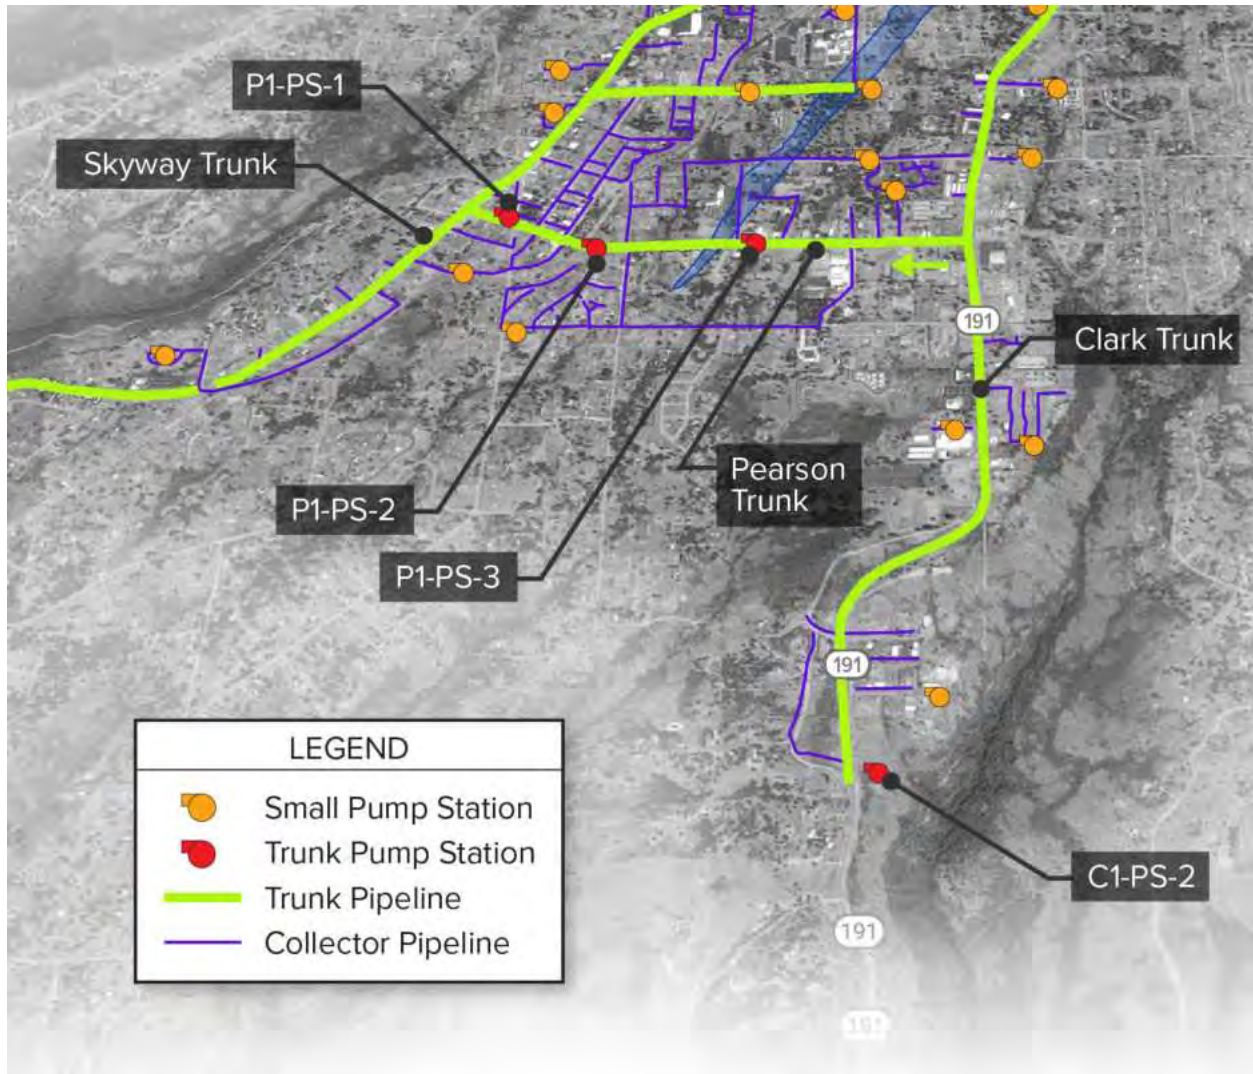 P1-PS-1
Skyway Trunk
191
Clark Trunk
Pearson
Trunk
P1-PS-2
P1-PS-3
191
LEGEND
Small Pump Station
Trunk Pump Station
Trunk Pipeline
Collector Pipeline
C1-PS-2
191
191